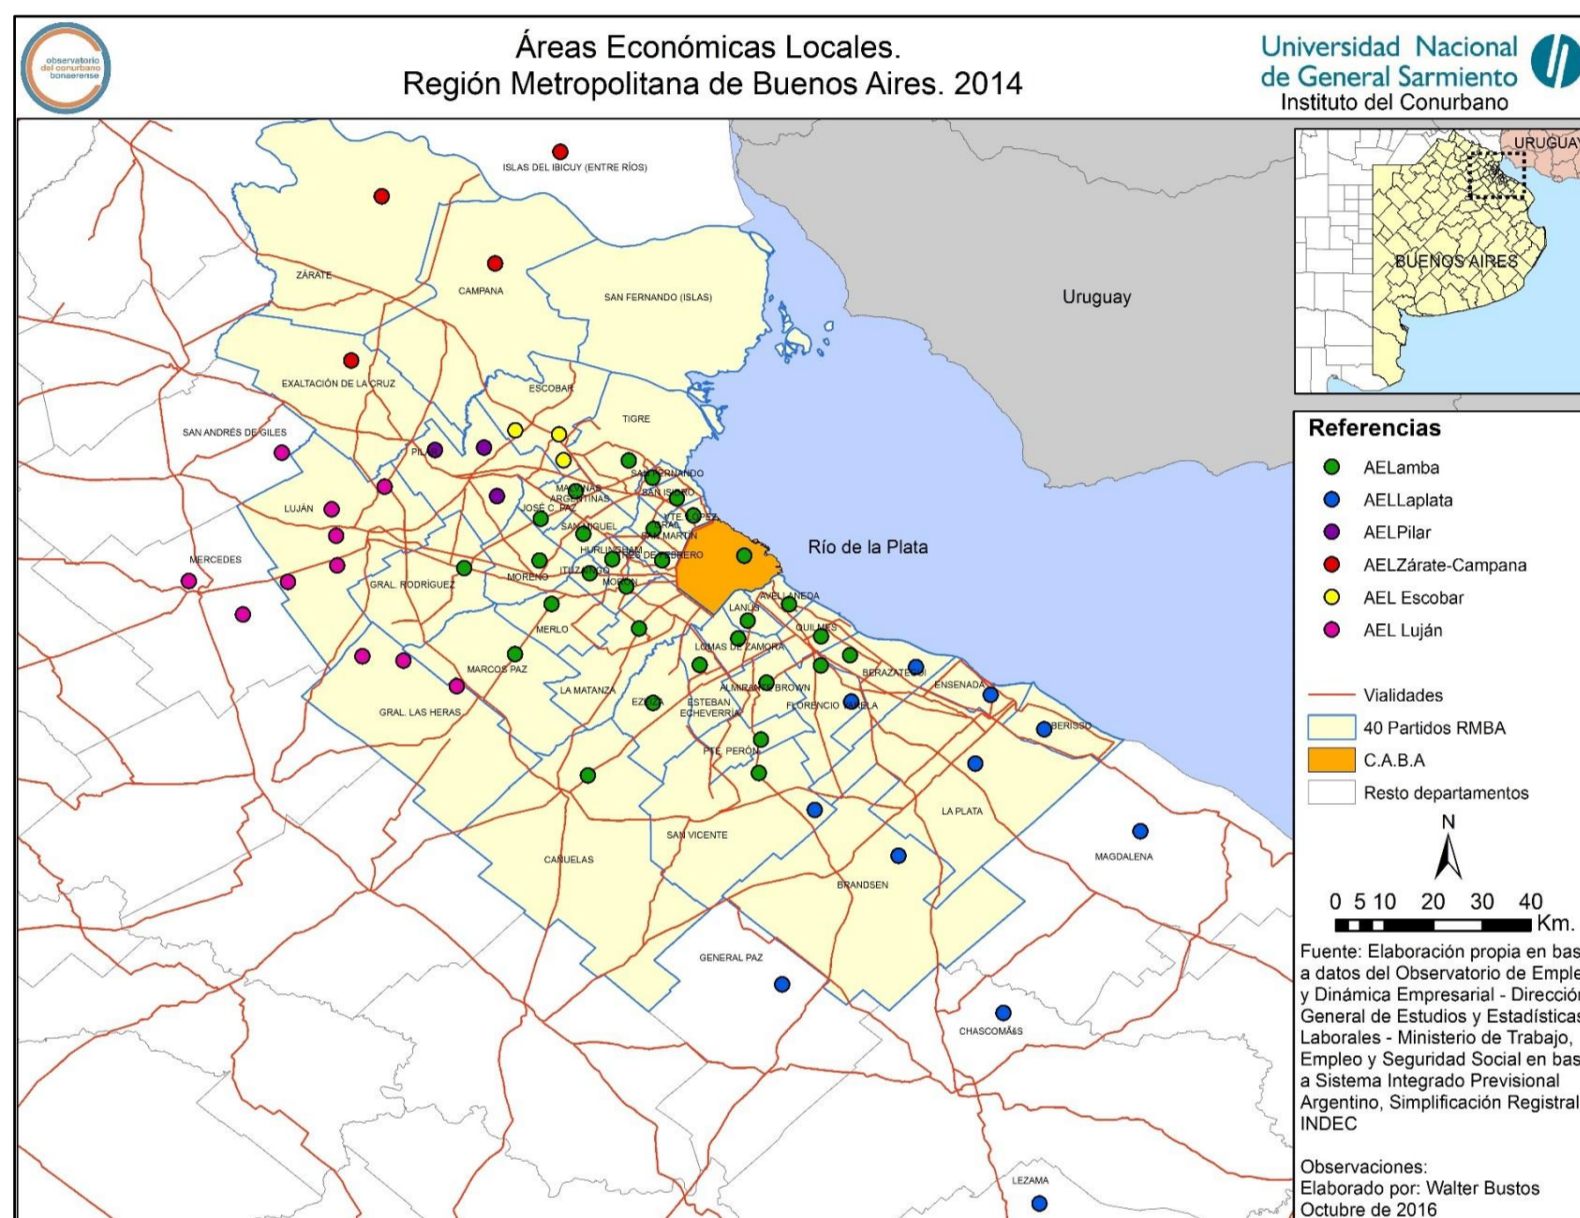 observatorio
del conurbano
bonaerense
Áreas Económicas Locales.
Región Metropolitana de Buenos Aires. 2014
Universidad Nacional
de General Sarmiento
Instituto del Conurbano
ISLAS DEL IBICUY (ENTRE RÍOS)
ZÁRATE
CAMPANA
SAN FERNANDO (ISLAS)
Uruguay
EXALTACIÓN DE LA CRUZ
ESCOBAR
TIGRE
SAN ANDRÉS DE GILES
PILAR
SAN FERNANDO
MALVINAS
ARGENTINAS
SAN ISIDRO
LUJÁN
JOSÉ C. PAZ
VTE. LÓPEZ
SAN MIGUEL
GRAL.
SAN MARTÍN
HURLINGHAM
TRES DE FEBRERO
Río de la Plata
MERCEDES
GRAL. RODRÍGUEZ
MORENO
ITUZAINGO
MORÓN
AVELLANEDA
LANÚS
MERLO
QUILMES
LOMAS DE ZAMORA
MARCOS PAZ
BERAZATEGUI
ENSENADA
LA MATANZA
ALMIRANTE BROWN
EZEIZA
ESTEBAN
ECHEVERRÍA
FLORENCIO VARELA
GRAL. LAS HERAS
BERISSO
PTE. PERÓN
LA PLATA
SAN VICENTE
CAÑUELAS
MAGDALENA
BRANDSEN
GENERAL PAZ
CHASCOMÃšS
LEZAMA
URUGUAY
BUENOS AIRES
Referencias
AELamba
AELLaplata
AELPilar
AELZárate-Campana
AEL Escobar
AEL Luján
Vialidades
40 Partidos RMBA
C.A.B.A
Resto departamentos
N
0 5 10 20 30 40
Km.
Fuente: Elaboración propia en bas
a datos del Observatorio de Emple
y Dinámica Empresarial - Dirección
General de Estudios y Estadísticas
Laborales - Ministerio de Trabajo,
Empleo y Seguridad Social en bas
a Sistema Integrado Previsional
Argentino, Simplificación Registral
INDEC
Observaciones:
Elaborado por: Walter Bustos
Octubre de 2016